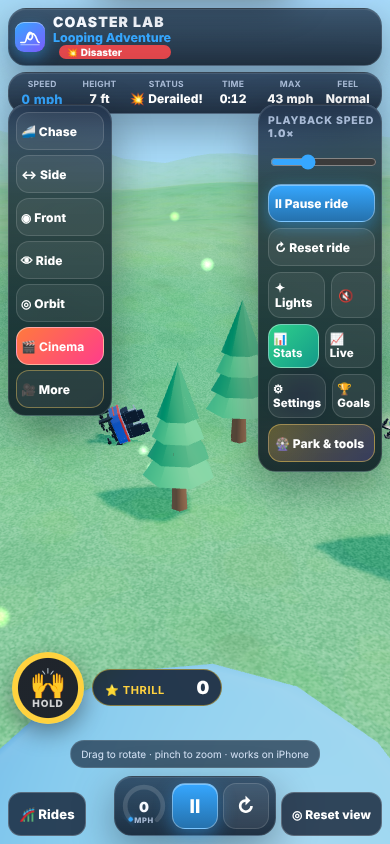 COASTER LAB
Looping Adventure
💥 Disaster
SPEED HEIGHT STATUS TIME MAX FEEL
0 mph 7 ft 💥 Derailed! 0:12 43 mph Normal
🎢 Chase
↔ Side
◉ Front
👁 Ride
◎ Orbit
🎬 Cinema
🎥 More
PLAYBACK SPEED
1.0×
⏸ Pause ride
↻ Reset ride
✦ Lights
🔇
📊 Stats
📈 Live
⚙ Settings
🏆 Goals
🎡 Park & tools
🙌
HOLD
⭐ THRILL 0
Drag to rotate · pinch to zoom · works on iPhone
🎢 Rides
0
MPH
⏸
↻
◎ Reset view